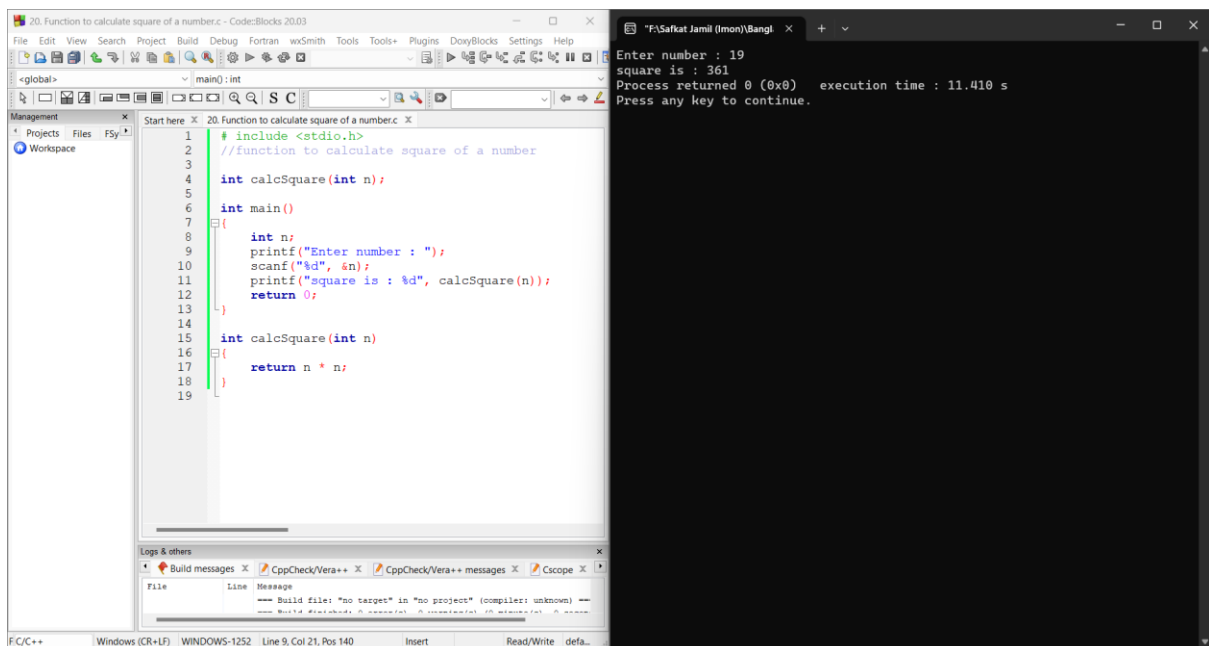 20. Function to calculate square of a number.c - Code::Blocks 20.03
File Edit View Search Project Build Debug Fortran wxSmith Tools Tools+ Plugins DoxyBlocks Settings Help
<global>
main() : int
S C
Management
Projects Files FSy
Workspace
Start here X 20. Function to calculate square of a number.c X
1 # include <stdio.h>
2 //function to calculate square of a number
3
4 int calcSquare(int n);
5
6 int main()
7 {
8 int n;
9 printf("Enter number : ");
10 scanf("%d", &n);
11 printf("square is : %d", calcSquare(n));
12 return 0;
13 }
14
15 int calcSquare(int n)
16 {
17 return n * n;
18 }
19
Logs & others
Build messages X CppCheck/Vera++ X CppCheck/Vera++ messages X Cscope X
File Line Message
=== Build file: "no target" in "no project" (compiler: unknown) ===
C/C++ Windows (CR+LF) WINDOWS-1252 Line 9, Col 21, Pos 140 Insert Read/Write defa...
"F:\Safkat Jamil (Imon)\Bangl
Enter number : 19
square is : 361
Process returned 0 (0x0) execution time : 11.410 s
Press any key to continue.